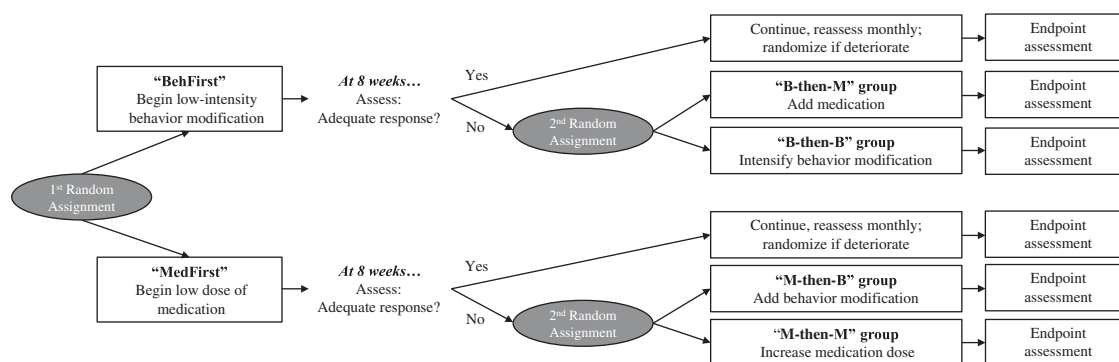 1st Random
Assignment
“BehFirst”
Begin low-intensity
behavior modification
At 8 weeks…
Assess:
Adequate response?
Yes
No
2nd Random
Assignment
Continue, reassess monthly;
randomize if deteriorate
Endpoint
assessment
“B-then-M” group
Add medication
Endpoint
assessment
“B-then-B” group
Intensify behavior modification
Endpoint
assessment
“MedFirst”
Begin low dose of
medication
At 8 weeks…
Assess:
Adequate response?
Yes
No
2nd Random
Assignment
Continue, reassess monthly;
randomize if deteriorate
Endpoint
assessment
“M-then-B” group
Add behavior modification
Endpoint
assessment
“M-then-M” group
Increase medication dose
Endpoint
assessment